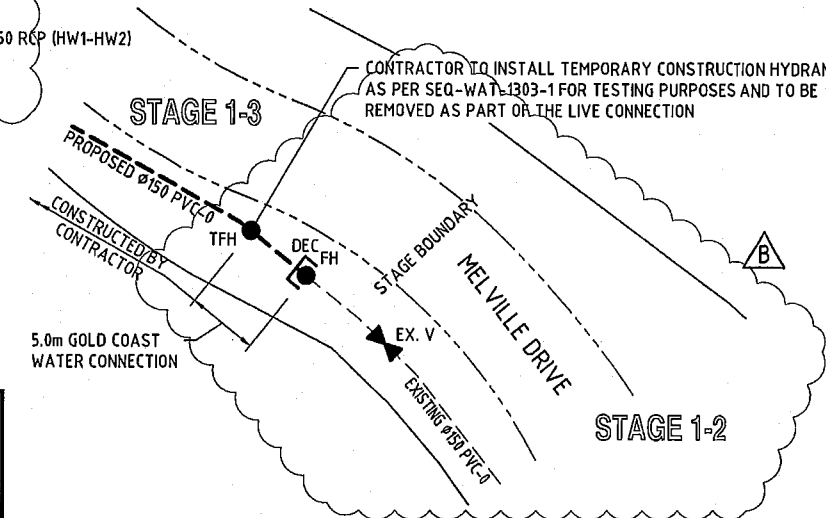 RCP (HW1-HW2)
CONTRACTOR TO INSTALL TEMPORARY CONSTRUCTION
AS PER SEQ-WAT-1303-1 FOR TESTING PURPOSES AND TO BE
REMOVED AS PART OF THE LIVE CONNECTION
STAGE 1-3
PROPOSED ø150 PVC-O
CONSTRUCTED BY
CONTRACTOR
TFH
DEC
FH
STAGE BOUNDARY
MELVILLE DRIVE
B
5.0m GOLD COAST
WATER CONNECTION
EX. V
EXISTING ø150 PVC-O
STAGE 1-2